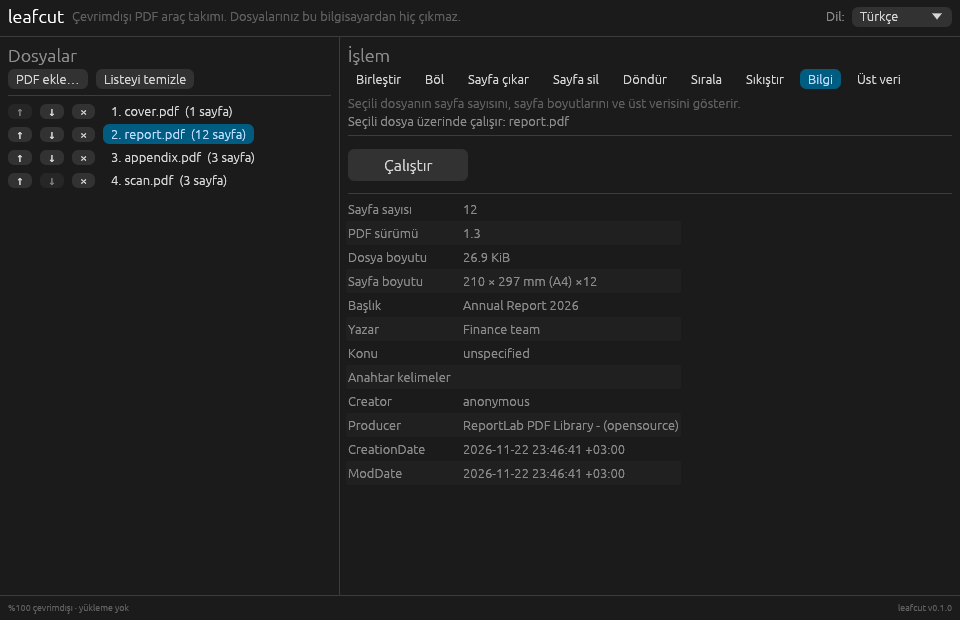 leafcut Çevrimdışı PDF araç takımı. Dosyalarınız bu bilgisayardan hiç çıkmaz. Dil: Türkçe
Dosyalar
PDF ekle... Listeyi temizle
↑ ↓ × 1. cover.pdf (1 sayfa)
↑ ↓ × 2. report.pdf (12 sayfa)
↑ ↓ × 3. appendix.pdf (3 sayfa)
↑ ↓ × 4. scan.pdf (3 sayfa)
İşlem
Birleştir Böl Sayfa çıkar Sayfa sil Döndür Sırala Sıkıştır Bilgi Üst veri
Seçili dosyanın sayfa sayısını, sayfa boyutlarını ve üst verisini gösterir.
Seçili dosya üzerinde çalışır: report.pdf
Çalıştır
Sayfa sayısı 12
PDF sürümü 1.3
Dosya boyutu 26.9 KiB
Sayfa boyutu 210 × 297 mm (A4) ×12
Başlık Annual Report 2026
Yazar Finance team
Konu unspecified
Anahtar kelimeler
Creator anonymous
Producer ReportLab PDF Library - (opensource)
CreationDate 2026-11-22 23:46:41 +03:00
ModDate 2026-11-22 23:46:41 +03:00
%100 çevrimdışı · yükleme yok
leafcut v0.1.0